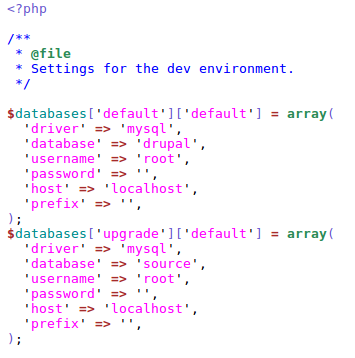 <?php
/**
 * @file
 * Settings for the dev environment.
 */
$databases['default']['default'] = array(
  'driver' => 'mysql',
  'database' => 'drupal',
  'username' => 'root',
  'password' => '',
  'host' => 'localhost',
  'prefix' => '',
);
$databases['upgrade']['default'] = array(
  'driver' => 'mysql',
  'database' => 'source',
  'username' => 'root',
  'password' => '',
  'host' => 'localhost',
  'prefix' => '',
);